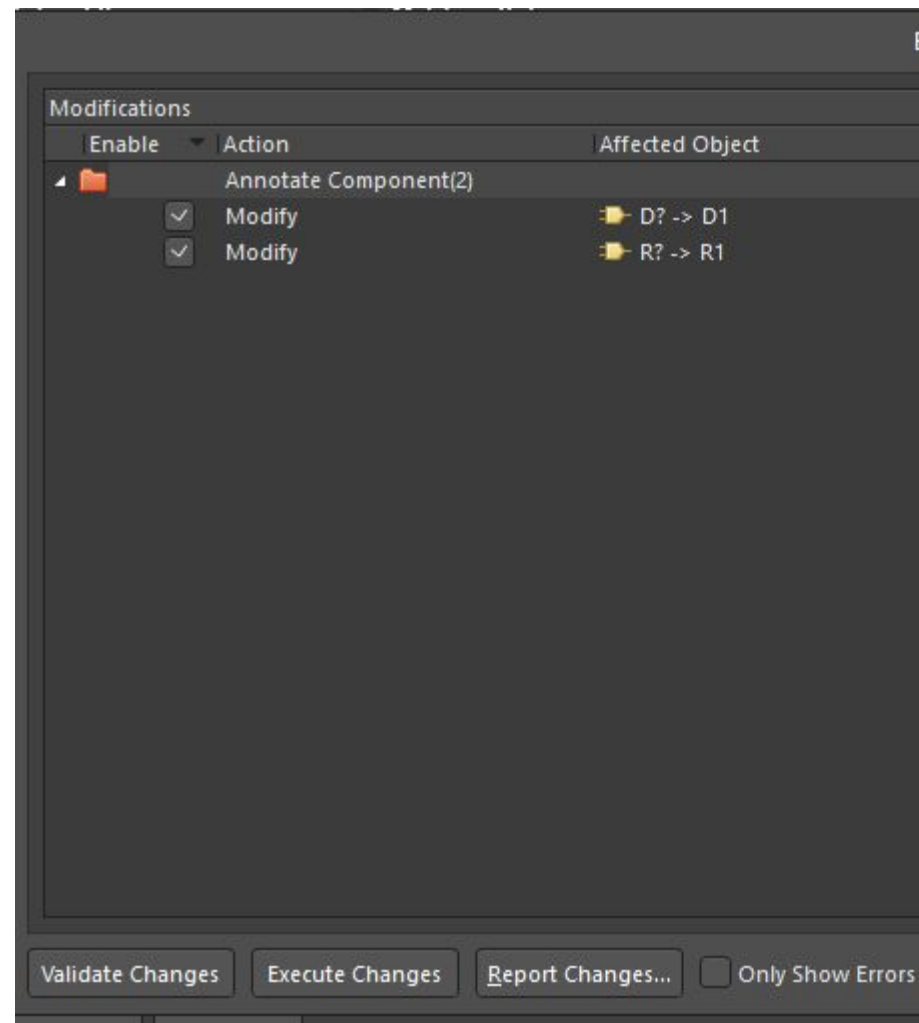 Modifications
Enable Action Affected Object
Annotate Component(2)
Modify D? -> D1
Modify R? -> R1
Validate Changes Execute Changes Report Changes... Only Show Errors